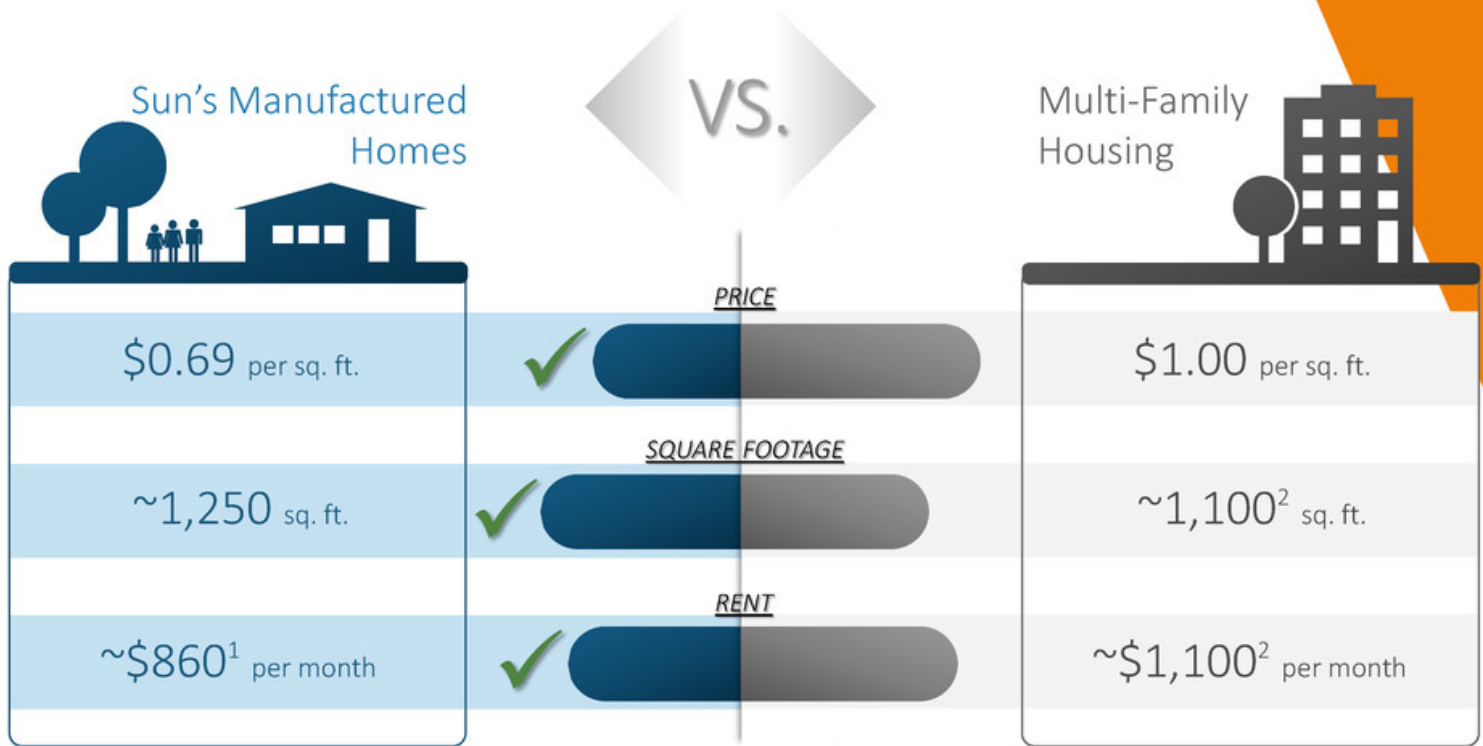 Sun's Manufactured
Homes
VS.
Multi-Family
Housing
PRICE
$0.69 per sq. ft.
$1.00 per sq. ft.
SQUARE FOOTAGE
~1,250 sq. ft.
~1,100² sq. ft.
RENT
~$860¹ per month
~$1,100² per month